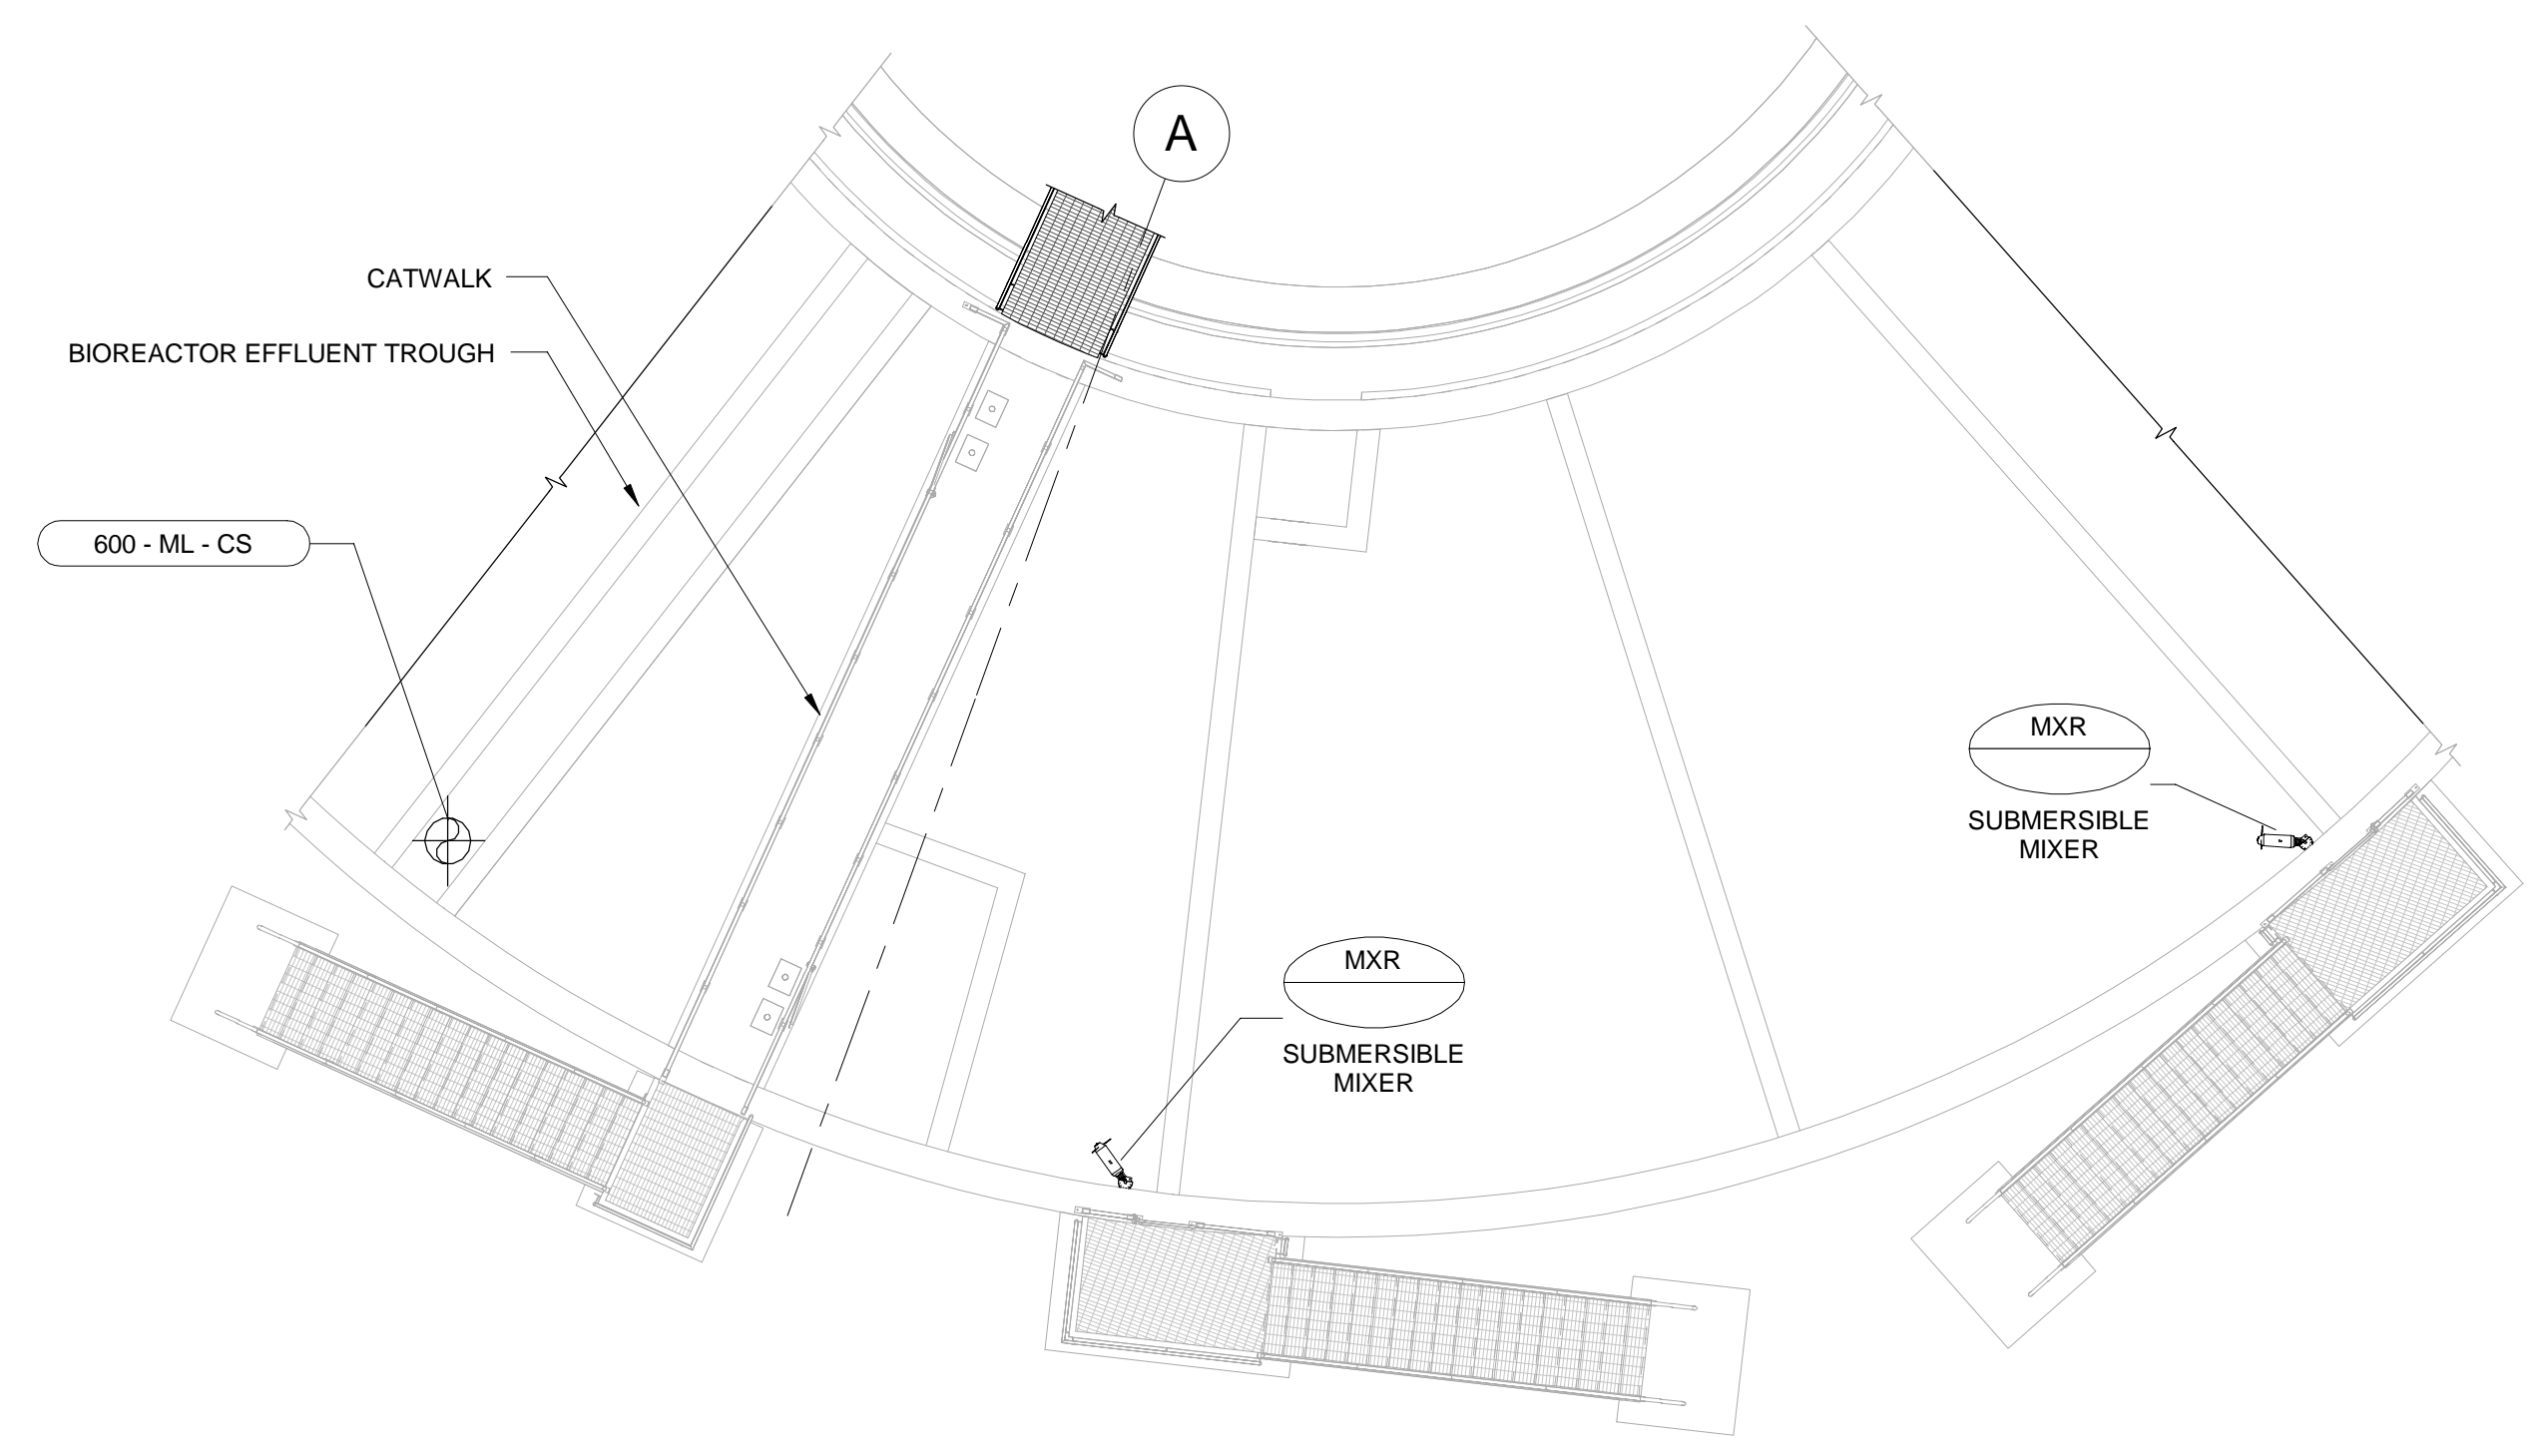 A
CATWALK
BIOREACTOR EFFLUENT TROUGH
600 - ML - CS
MXR
SUBMERSIBLE
MIXER
MXR
SUBMERSIBLE
MIXER